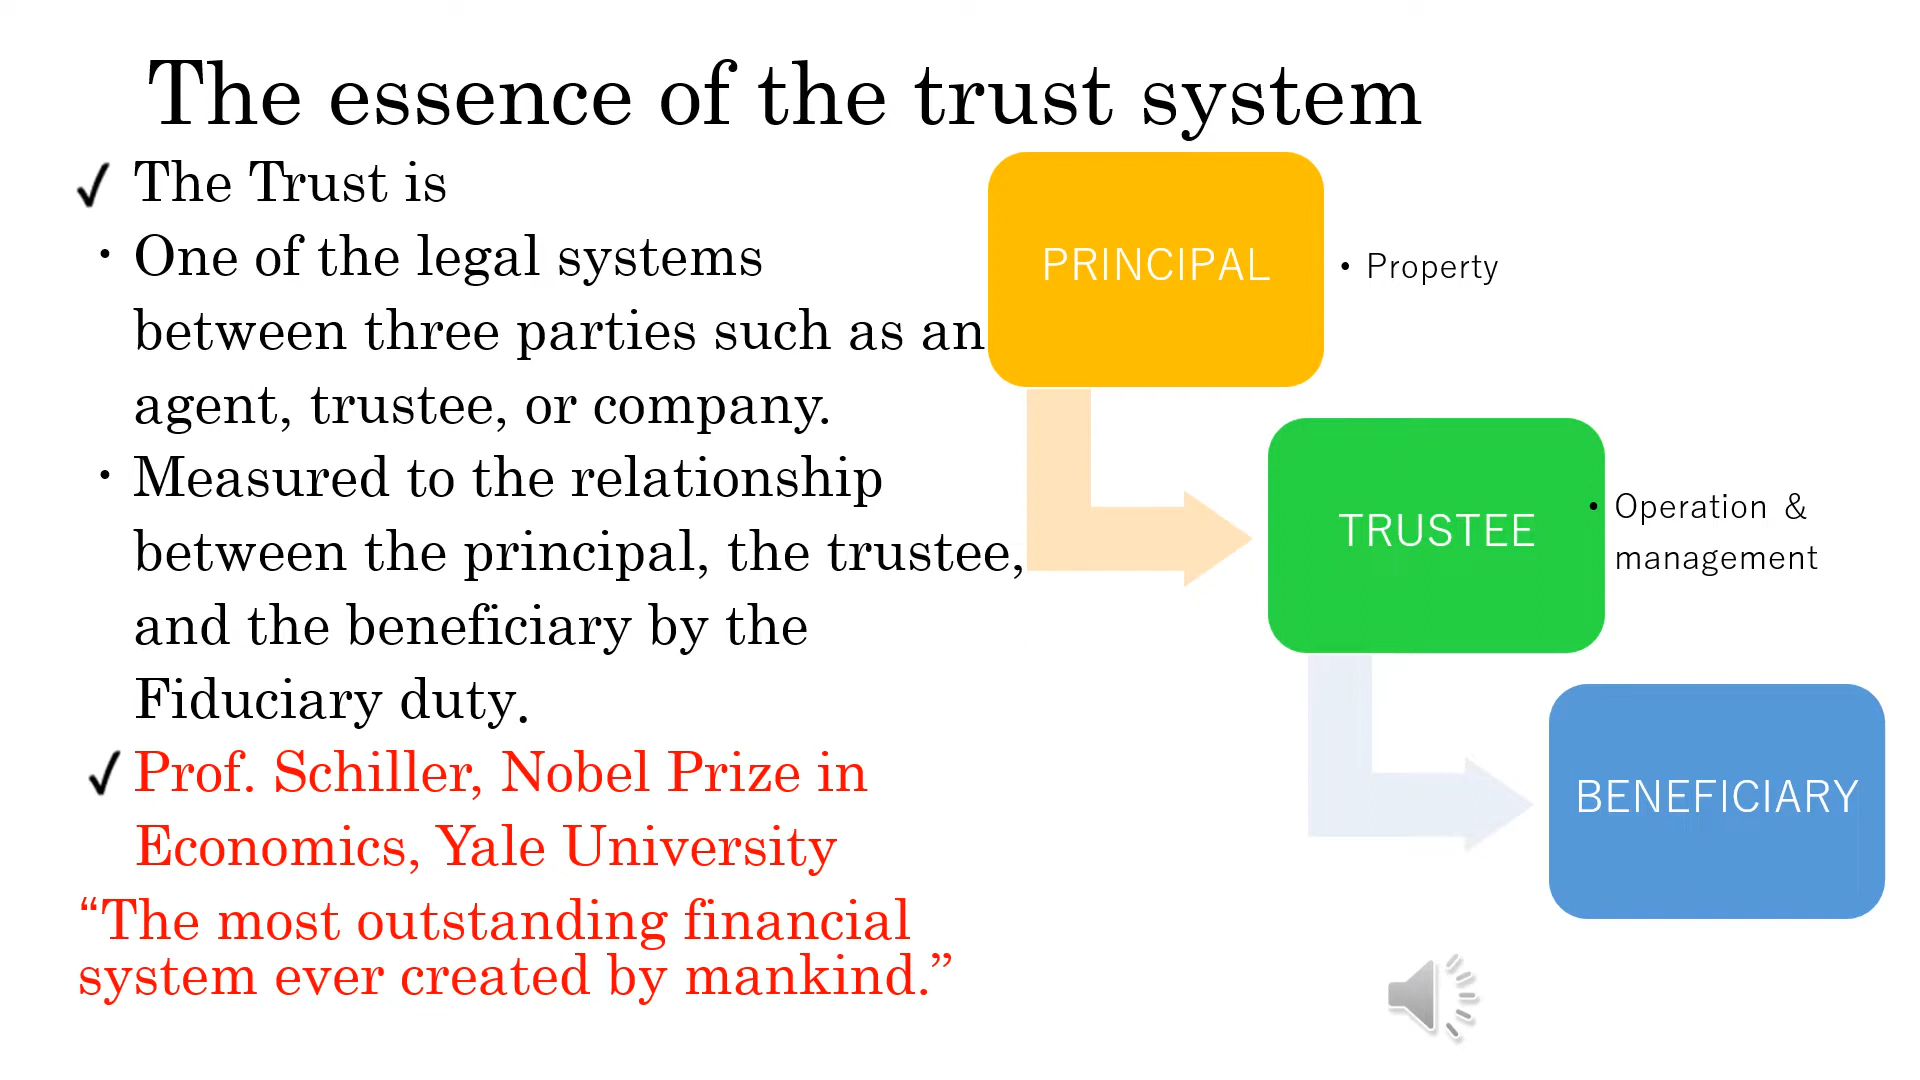 The essence of the trust system
✓ The Trust is
・One of the legal systems
between three parties such as an
agent, trustee, or company.
・Measured to the relationship
between the principal, the trustee,
and the beneficiary by the
Fiduciary duty.
✓ Prof. Schiller, Nobel Prize in
Economics, Yale University
“The most outstanding financial
system ever created by mankind.”
PRINCIPAL
• Property
TRUSTEE
• Operation &
management
BENEFICIARY